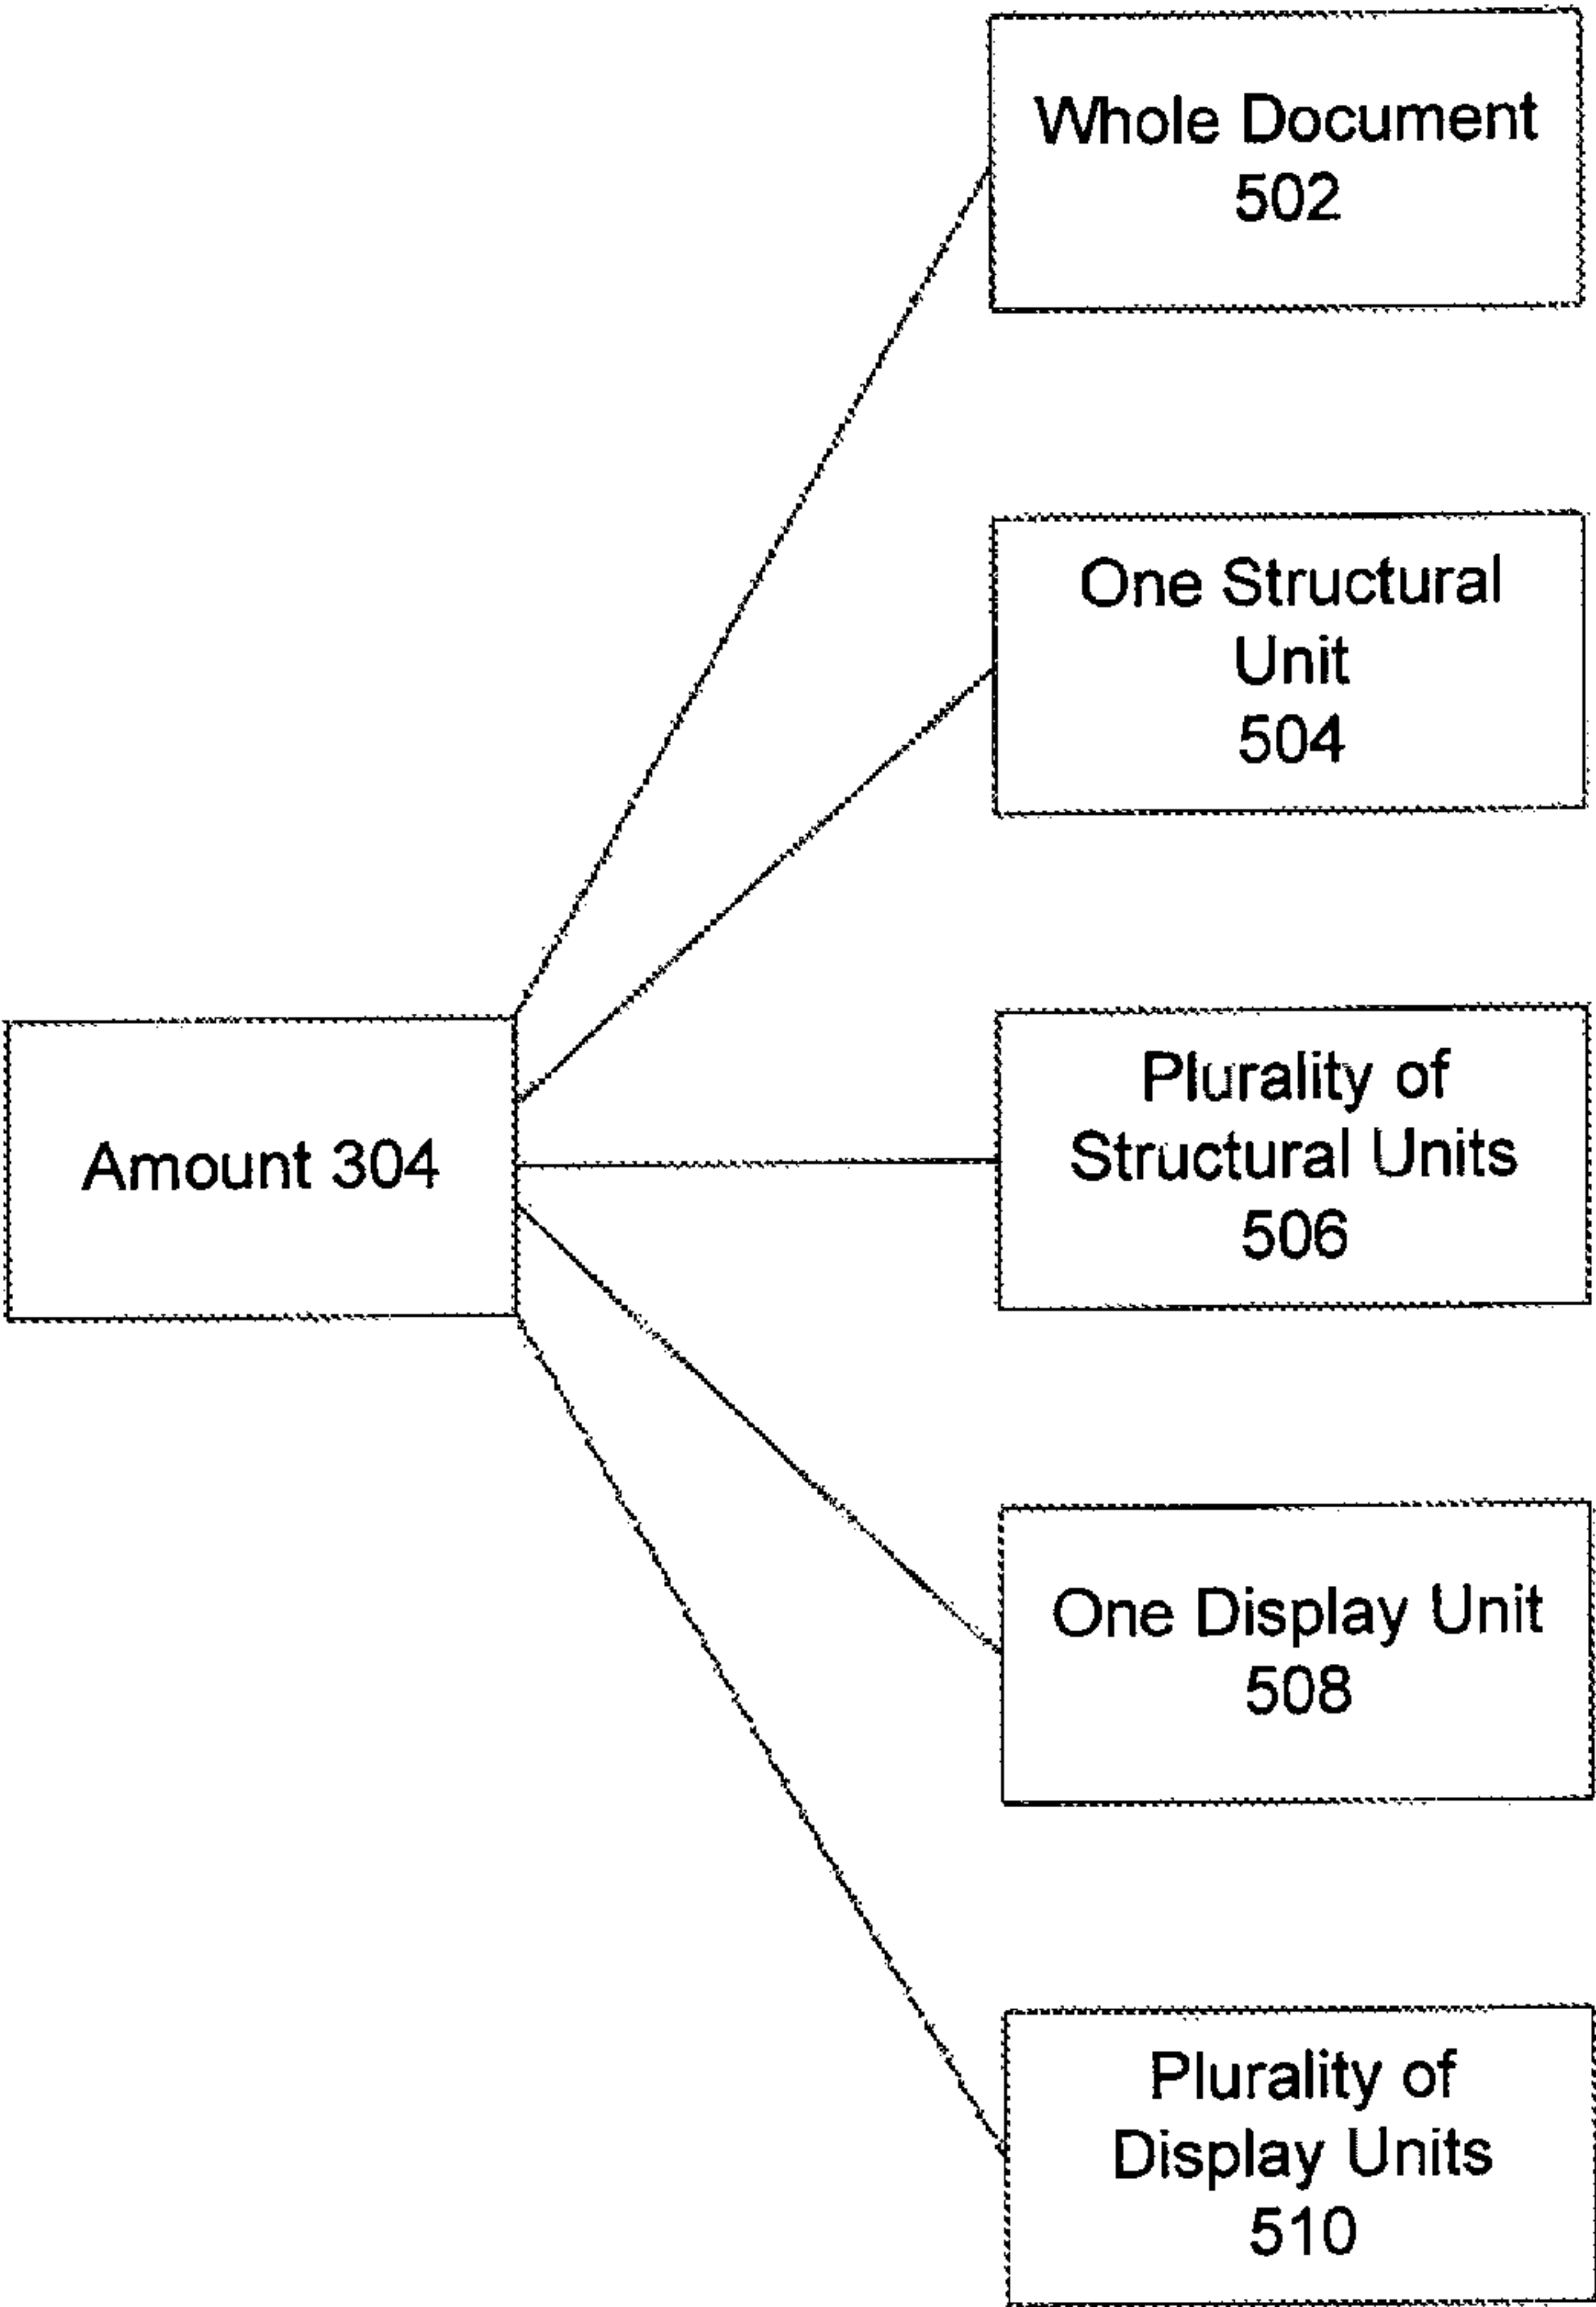 Whole Document
502
One Structural
Unit
504
Amount 304
Plurality of
Structural Units
506
One Display Unit
508
Plurality of
Display Units
510